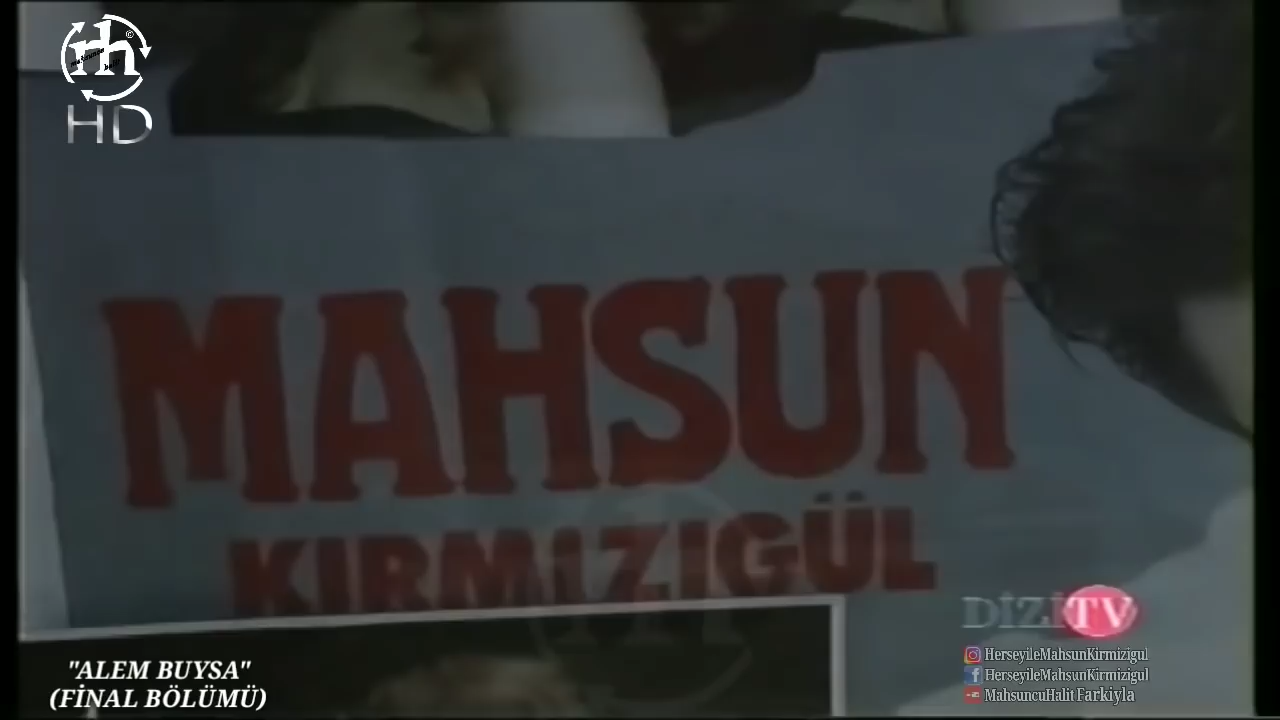 HD
MAHSUN
KIRMIZIGÜL
DİZİTV
HerseyileMahsunKirmizigul
HerseyileMahsunKirmizigul
MahsuncuHalit Farkiyla
"ALEM BUYSA"
(FİNAL BÖLÜMÜ)